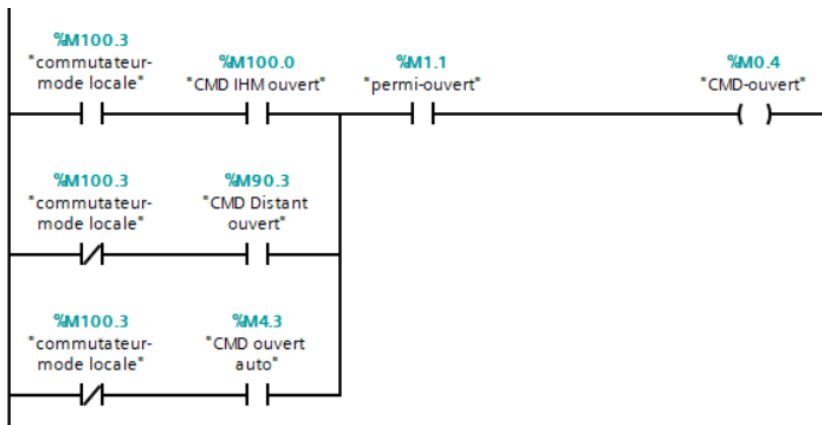 %M100.3
"commutateur-
mode locale"
%M100.0
"CMD IHM ouvert"
%M1.1
"permi-ouvert"
%M0.4
"CMD-ouvert"
%M100.3
"commutateur-
mode locale"
%M90.3
"CMD Distant
ouvert"
%M100.3
"commutateur-
mode locale"
%M4.3
"CMD ouvert
auto"